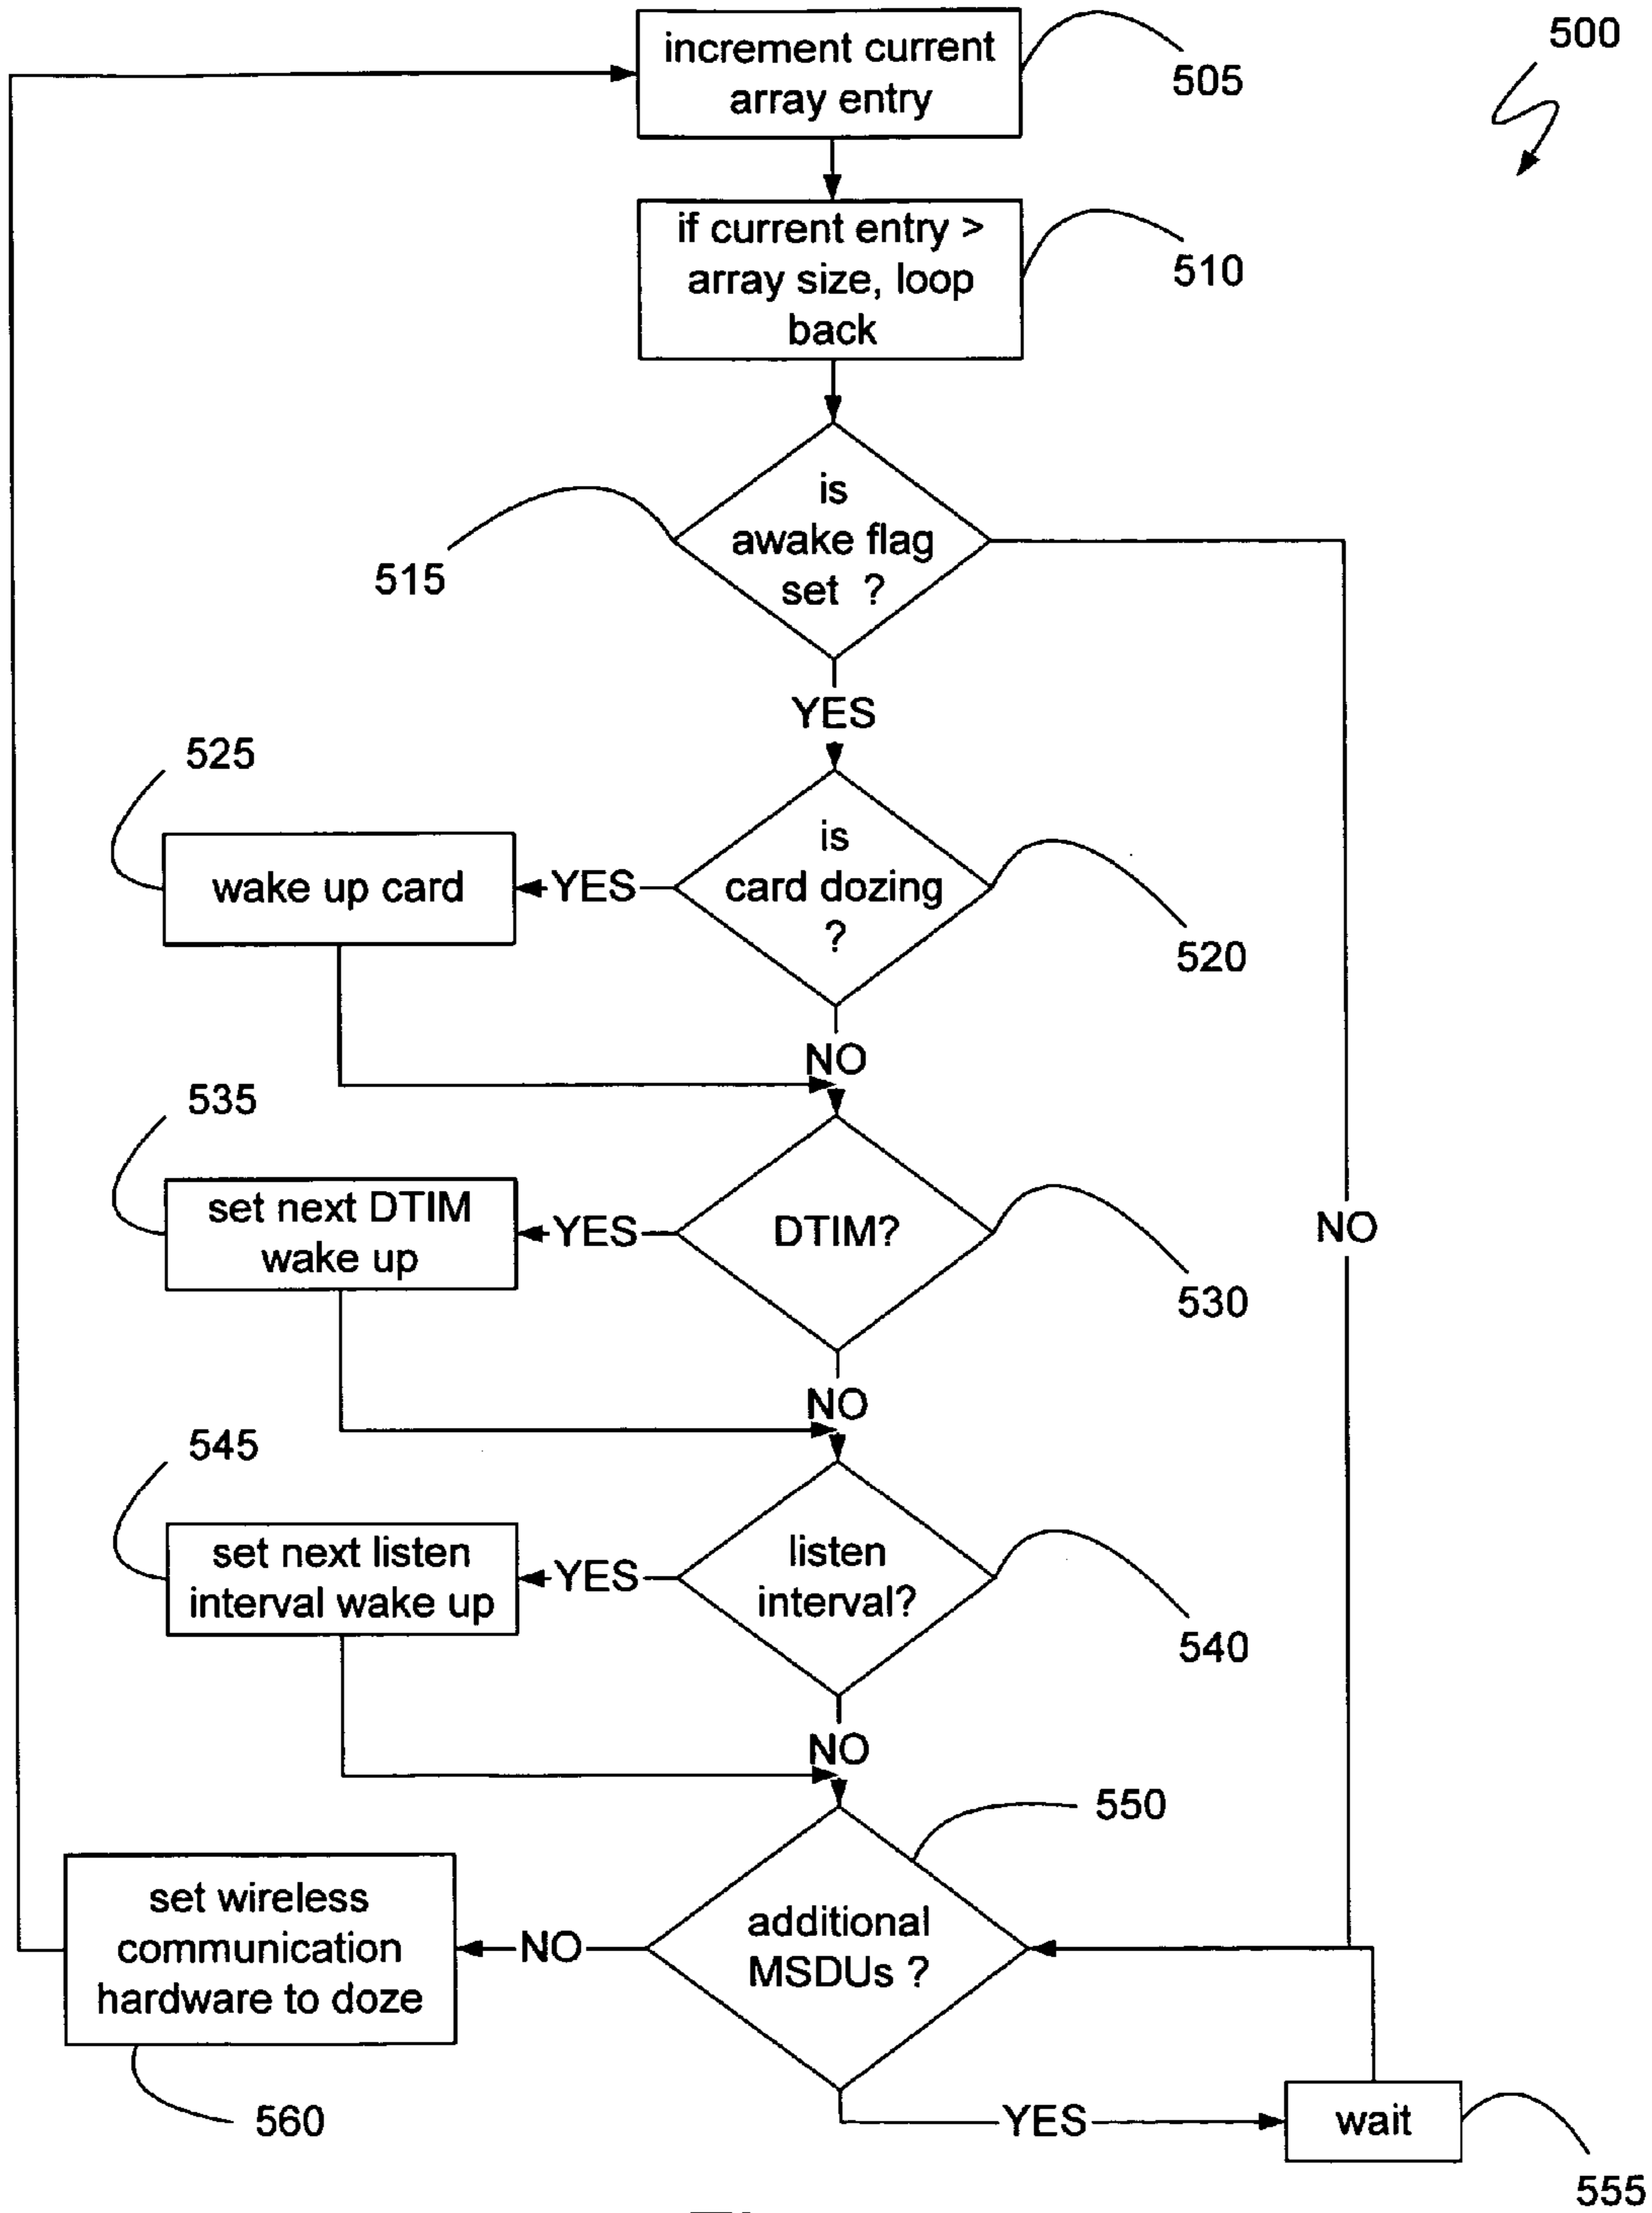 increment current
array entry
505
500
if current entry >
array size, loop
back
510
is
awake flag
set ?
515
YES
525
wake up card
YES
is
card dozing
?
520
NO
535
set next DTIM
wake up
YES
DTIM?
530
NO
NO
545
set next listen
interval wake up
YES
listen
interval?
540
NO
550
set wireless
communication
hardware to doze
NO
additional
MSDUs ?
560
YES
wait
555